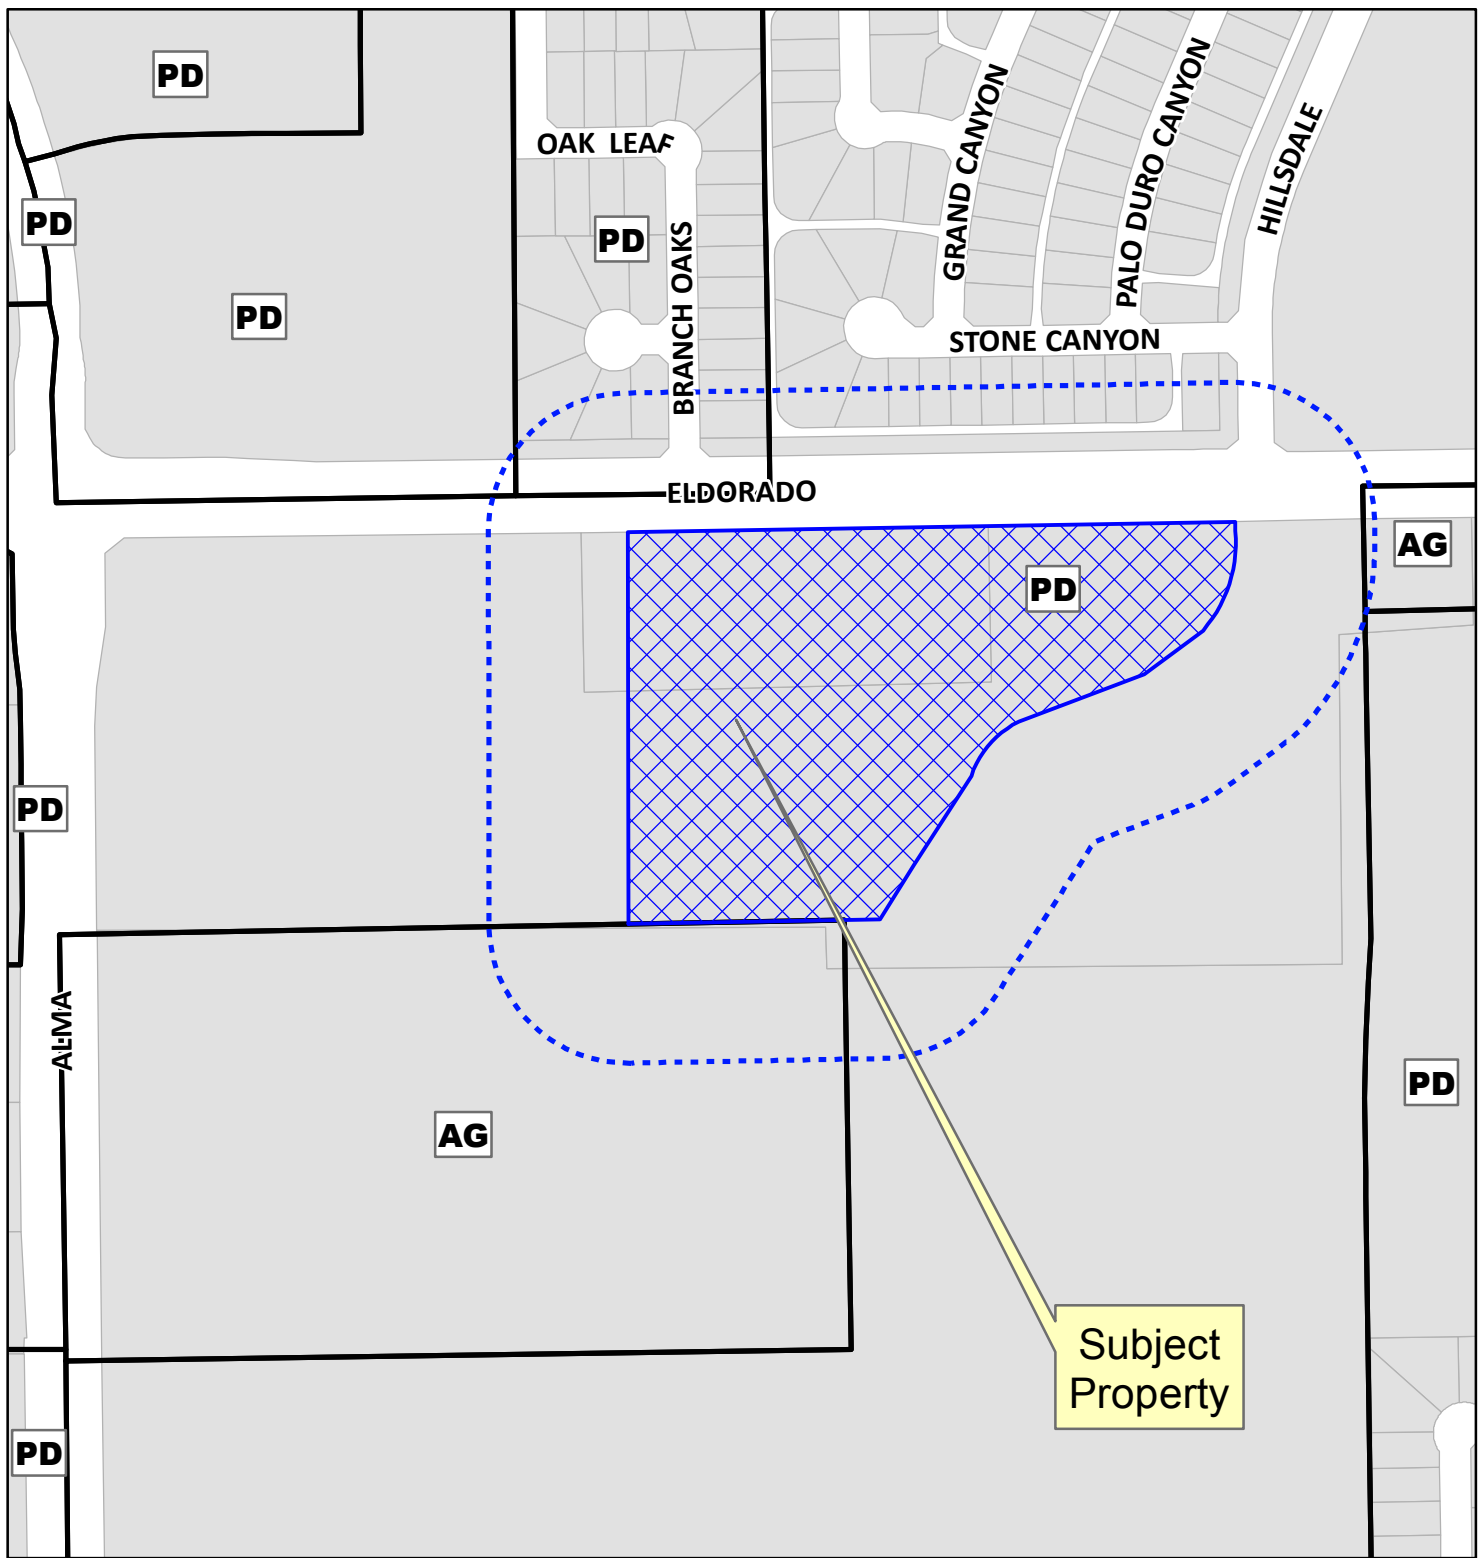 PD
OAK LEAF
GRAND CANYON
PALO DURO CANYON
HILLSDALE
PD
PD
BRANCH OAKS
PD
STONE CANYON
ELDORADO
AG
PD
PD
ALMA
PD
AG
Subject
Property
PD